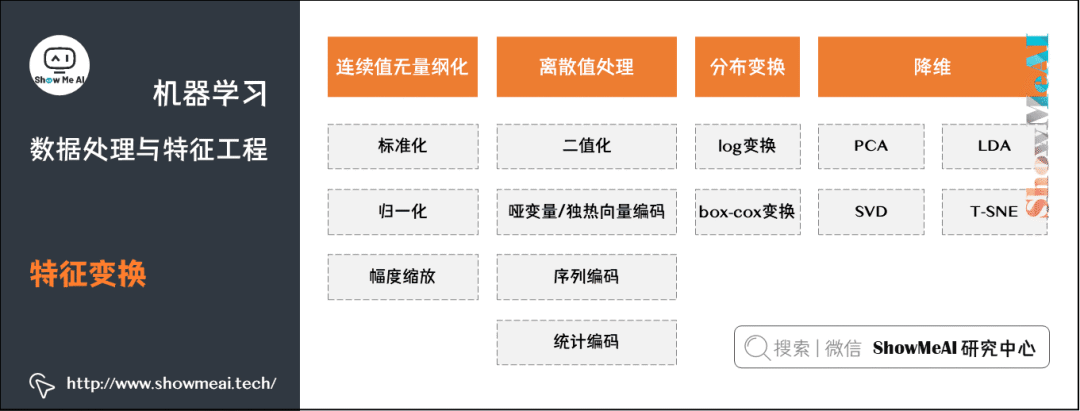 Show Me AI
机器学习
数据处理与特征工程
特征变换
http://www.showmeai.tech/
连续值无量纲化
标准化
归一化
幅度缩放
离散值处理
二值化
哑变量/独热向量编码
序列编码
统计编码
分布变换
log变换
box-cox变换
降维
PCA
LDA
SVD
T-SNE
ShowMeAI
搜索 | 微信 ShowMeAI 研究中心